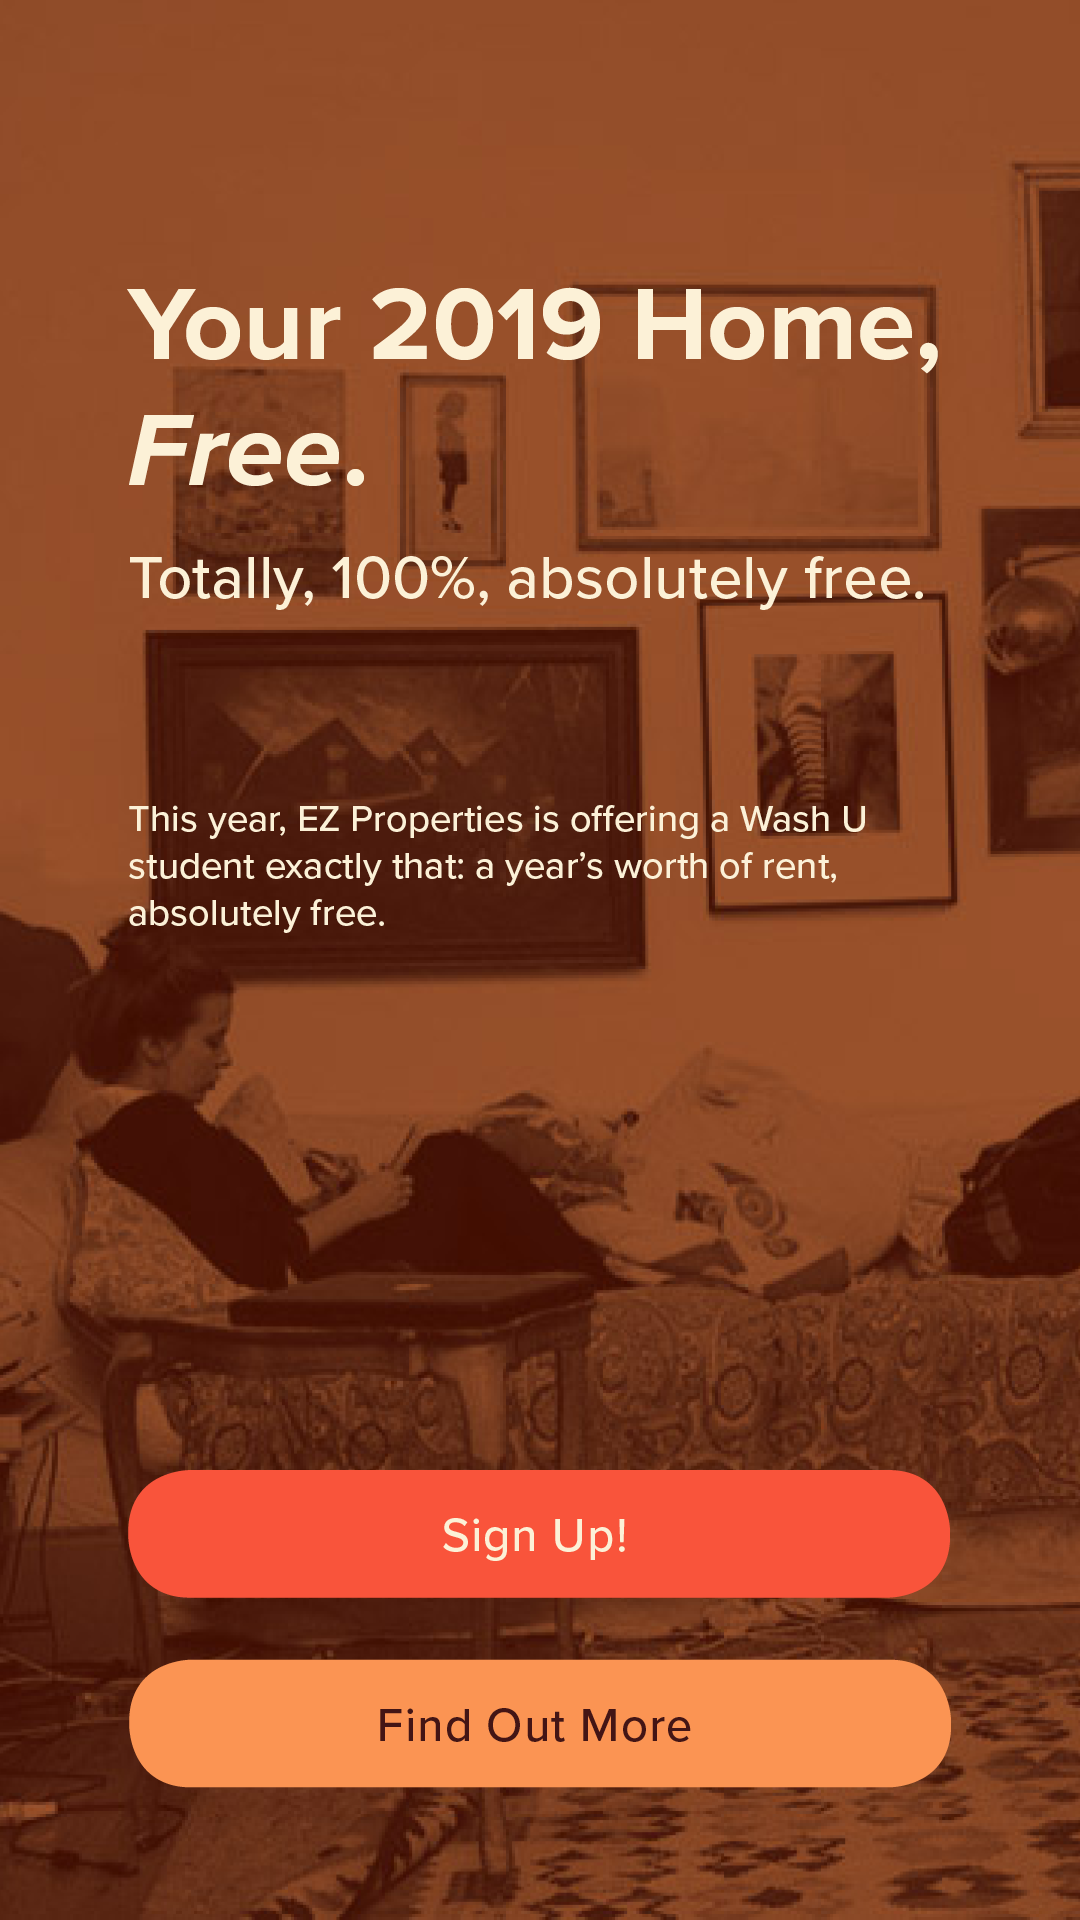 Your 2019 Home,
Free.
Totally, 100%, absolutely free.
This year, EZ Properties is offering a Wash U
student exactly that: a year’s worth of rent,
absolutely free.
Sign Up!
Find Out More